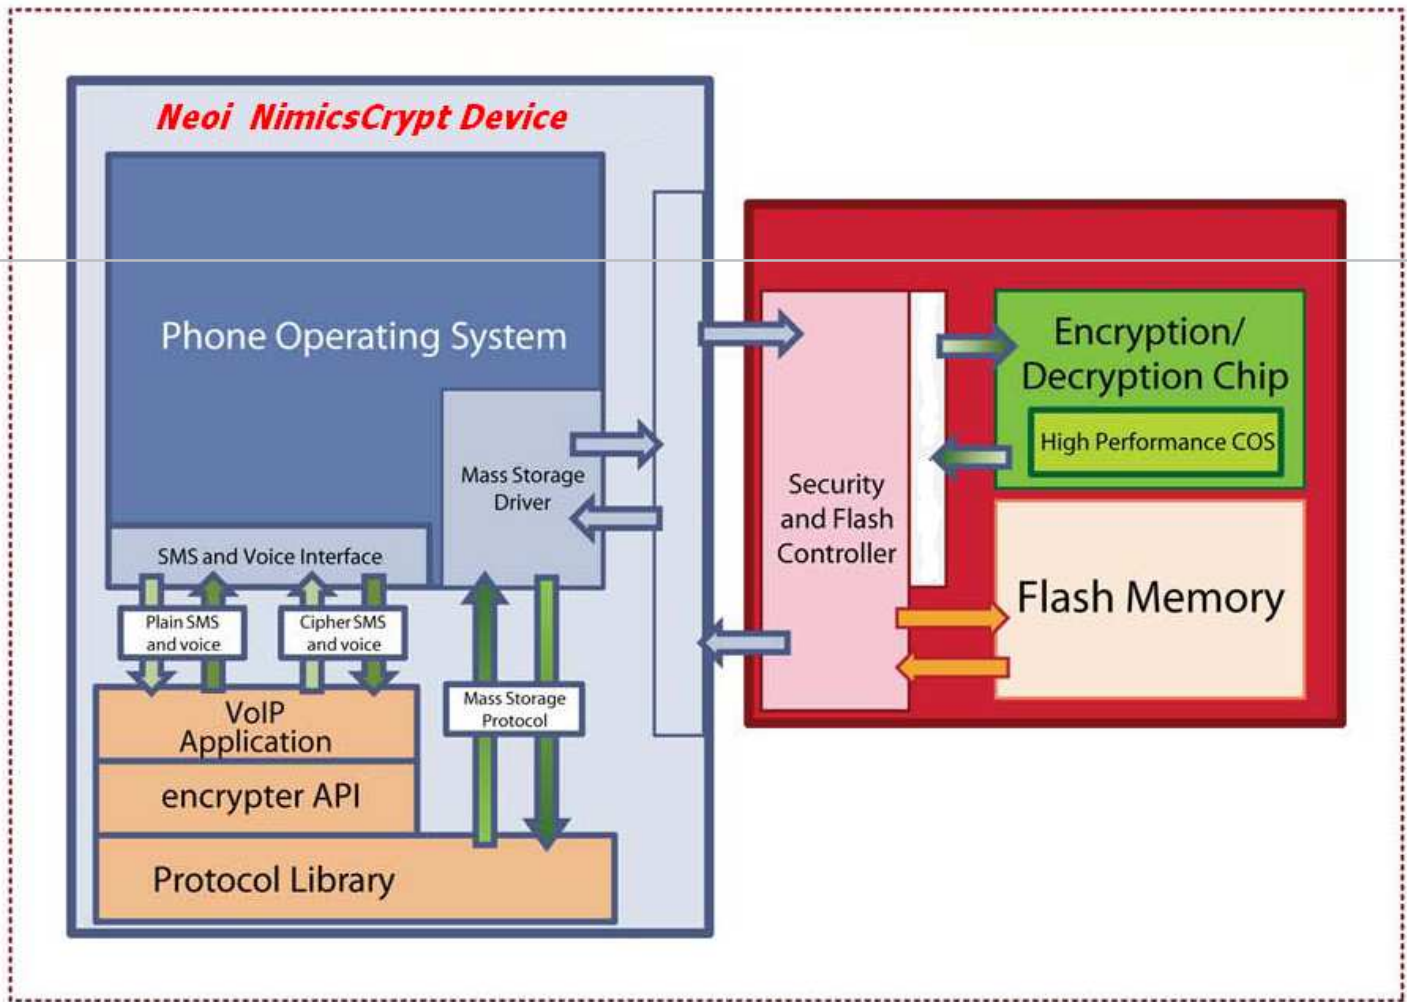 Neoi NimicsCrypt Device
Phone Operating System
Mass Storage
Driver
SMS and Voice Interface
Plain SMS
and voice
Cipher SMS
and voice
Mass Storage
Protocol
VoIP
Application
encrypter API
Protocol Library
Security
and Flash
Controller
Encryption/
Decryption Chip
High Performance COS
Flash Memory